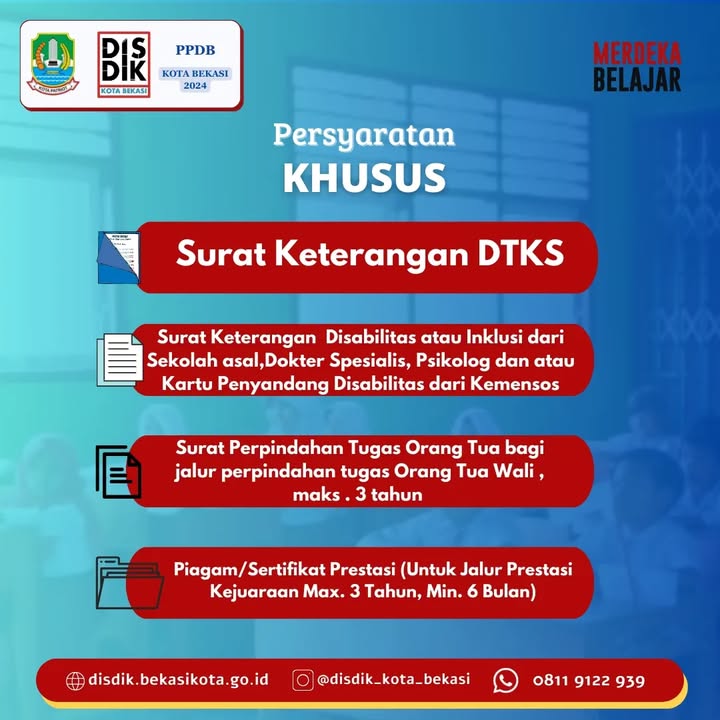 KOTA PATRIOT
DIS
DIK
KOTA BEKASI
PPDB
KOTA BEKASI
2024
MERDEKA
BELAJAR
Persyaratan
KHUSUS
Surat Keterangan DTKS
Surat Keterangan Disabilitas atau Inklusi dari
Sekolah asal,Dokter Spesialis, Psikolog dan atau
Kartu Penyandang Disabilitas dari Kemensos
Surat Perpindahan Tugas Orang Tua bagi
jalur perpindahan tugas Orang Tua Wali ,
maks . 3 tahun
Piagam/Sertifikat Prestasi (Untuk Jalur Prestasi
Kejuaraan Max. 3 Tahun, Min. 6 Bulan)
disdik.bekasikota.go.id
@disdik_kota_bekasi
0811 9122 939